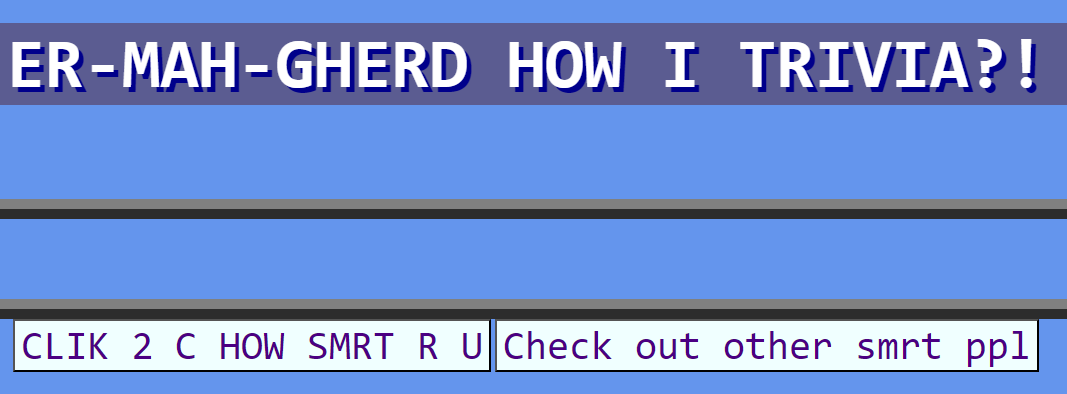 ER-MAH-GHERD HOW I TRIVIA?!
CLIK 2 C HOW SMRT R U
Check out other smrt ppl